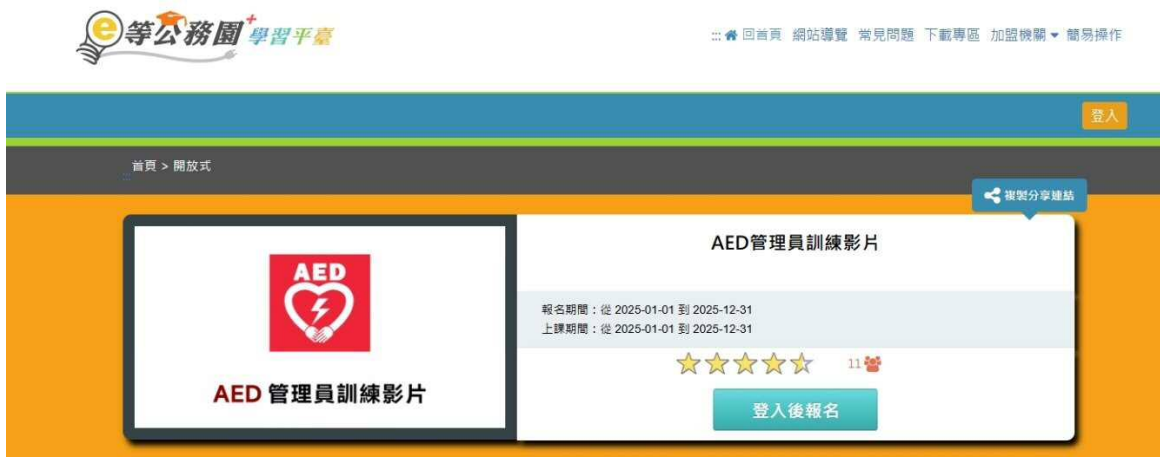 e等公務園+學習平臺
::: 回首頁 網站導覽 常見問題 下載專區 加盟機關 簡易操作
登入
首頁 > 開放式
複製分享連結
AED
AED 管理員訓練影片
AED管理員訓練影片
報名期間：從 2025-01-01 到 2025-12-31
上課期間：從 2025-01-01 到 2025-12-31
11
登入後報名